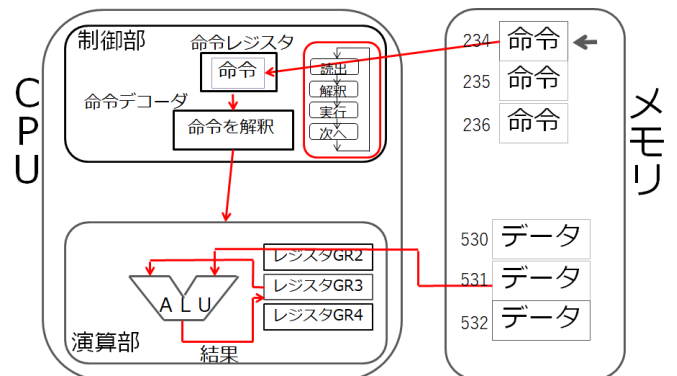 CPU
制御部
命令レジスタ
命令
命令デコーダ
命令を解釈
読出
解釈
実行
次へ
演算部
ALU
結果
レジスタGR2
レジスタGR3
レジスタGR4
メモリ
234 命令
235 命令
236 命令
530 データ
531 データ
532 データ